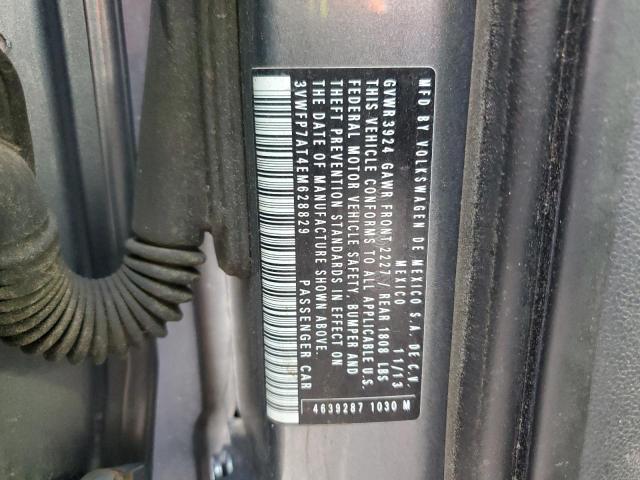 MFD BY VOLKSWAGEN DE MEXICO S.A. DE C.V.
MEXICO 11/13
GVWR 3924 GAWR FRONT/2227/REAR 1808 LBS
THIS VEHICLE CONFORMS TO ALL APPLICABLE U.S.
FEDERAL MOTOR VEHICLE SAFETY, BUMPER AND
THEFT PREVENTION STANDARDS IN EFFECT ON
THE DATE OF MANUFACTURE SHOWN ABOVE.
3VWFP7AT4EM628829 PASSENGER CAR
4639287 1030 M